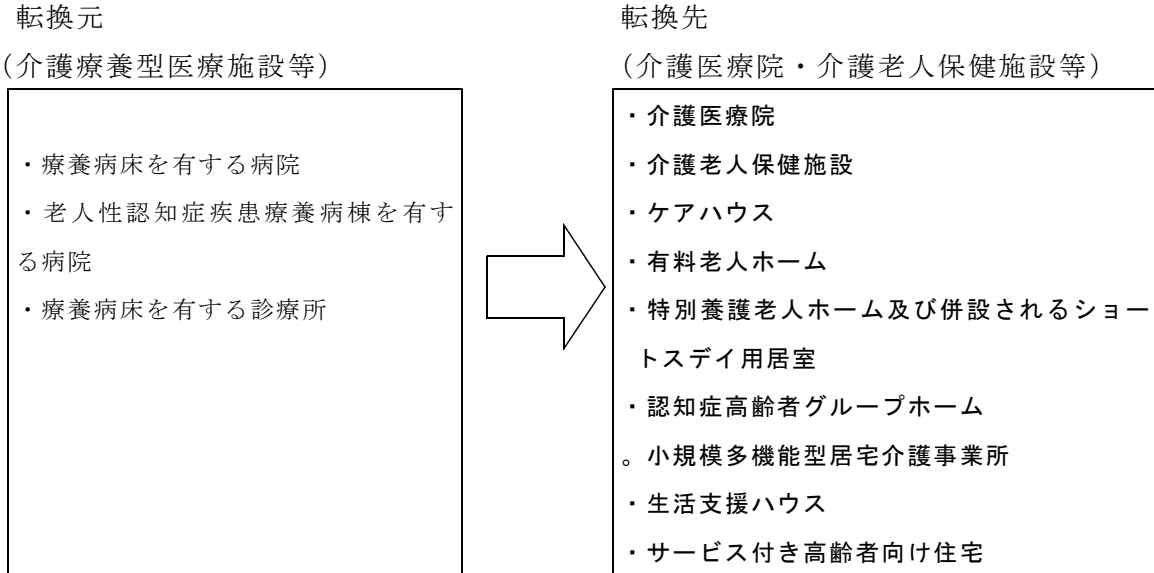 転換元
(介護療養型医療施設等)
・療養病床を有する病院
・老人性認知症疾患療養病棟を有す
る病院
・療養病床を有する診療所
転換先
(介護医療院・介護老人保健施設等)
・介護医療院
・介護老人保健施設
・ケアハウス
・有料老人ホーム
・特別養護老人ホーム及び併設されるショー
トスデイ用居室
・認知症高齢者グループホーム
。小規模多機能型居宅介護事業所
・生活支援ハウス
・サービス付き高齢者向け住宅